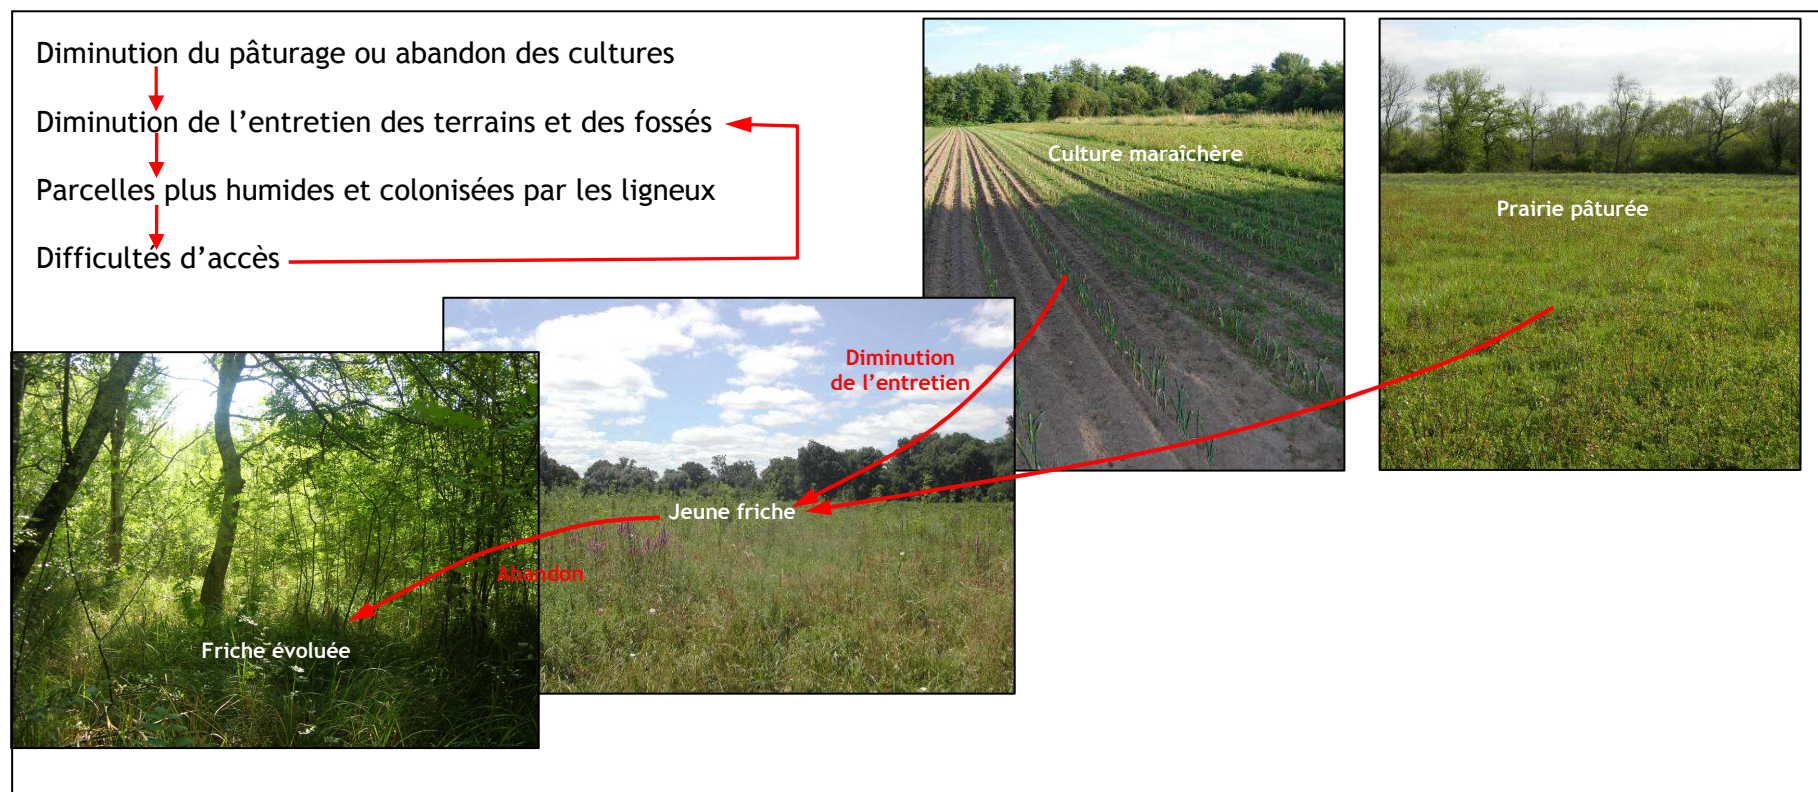 Diminution du pâturage ou abandon des cultures
Diminution de l’entretien des terrains et des fossés
Parcelles plus humides et colonisées par les ligneux
Difficultés d’accès
Culture maraîchère
Prairie pâturée
Diminution
de l’entretien
Jeune friche
Abandon
Friche évoluée